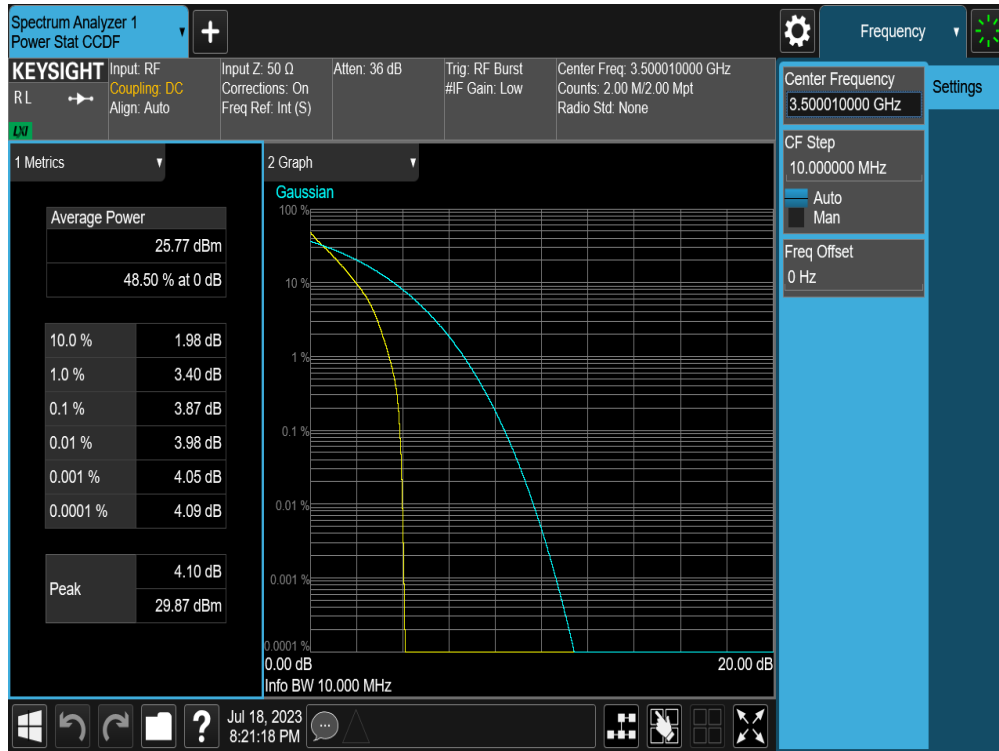 Spectrum Analyzer 1
Power Stat CCDF
+
Frequency
KEYSIGHT
RL
LXI
Input: RF
Coupling: DC
Align: Auto
Input Z: 50 Ω
Corrections: On
Freq Ref: Int (S)
Atten: 36 dB
Trig: RF Burst
#IF Gain: Low
Center Freq: 3.500010000 GHz
Counts: 2.00 M/2.00 Mpt
Radio Std: None
Center Frequency
3.500010000 GHz
Settings
CF Step
10.000000 MHz
Auto
Man
Freq Offset
0 Hz
1 Metrics
Average Power
25.77 dBm
48.50 % at 0 dB
10.0 % 1.98 dB
1.0 % 3.40 dB
0.1 % 3.87 dB
0.01 % 3.98 dB
0.001 % 4.05 dB
0.0001 % 4.09 dB
Peak 4.10 dB
29.87 dBm
2 Graph
Gaussian
100 %
10 %
1 %
0.1 %
0.01 %
0.001 %
0.0001 %
0.00 dB 20.00 dB
Info BW 10.000 MHz
?
Jul 18, 2023
8:21:18 PM